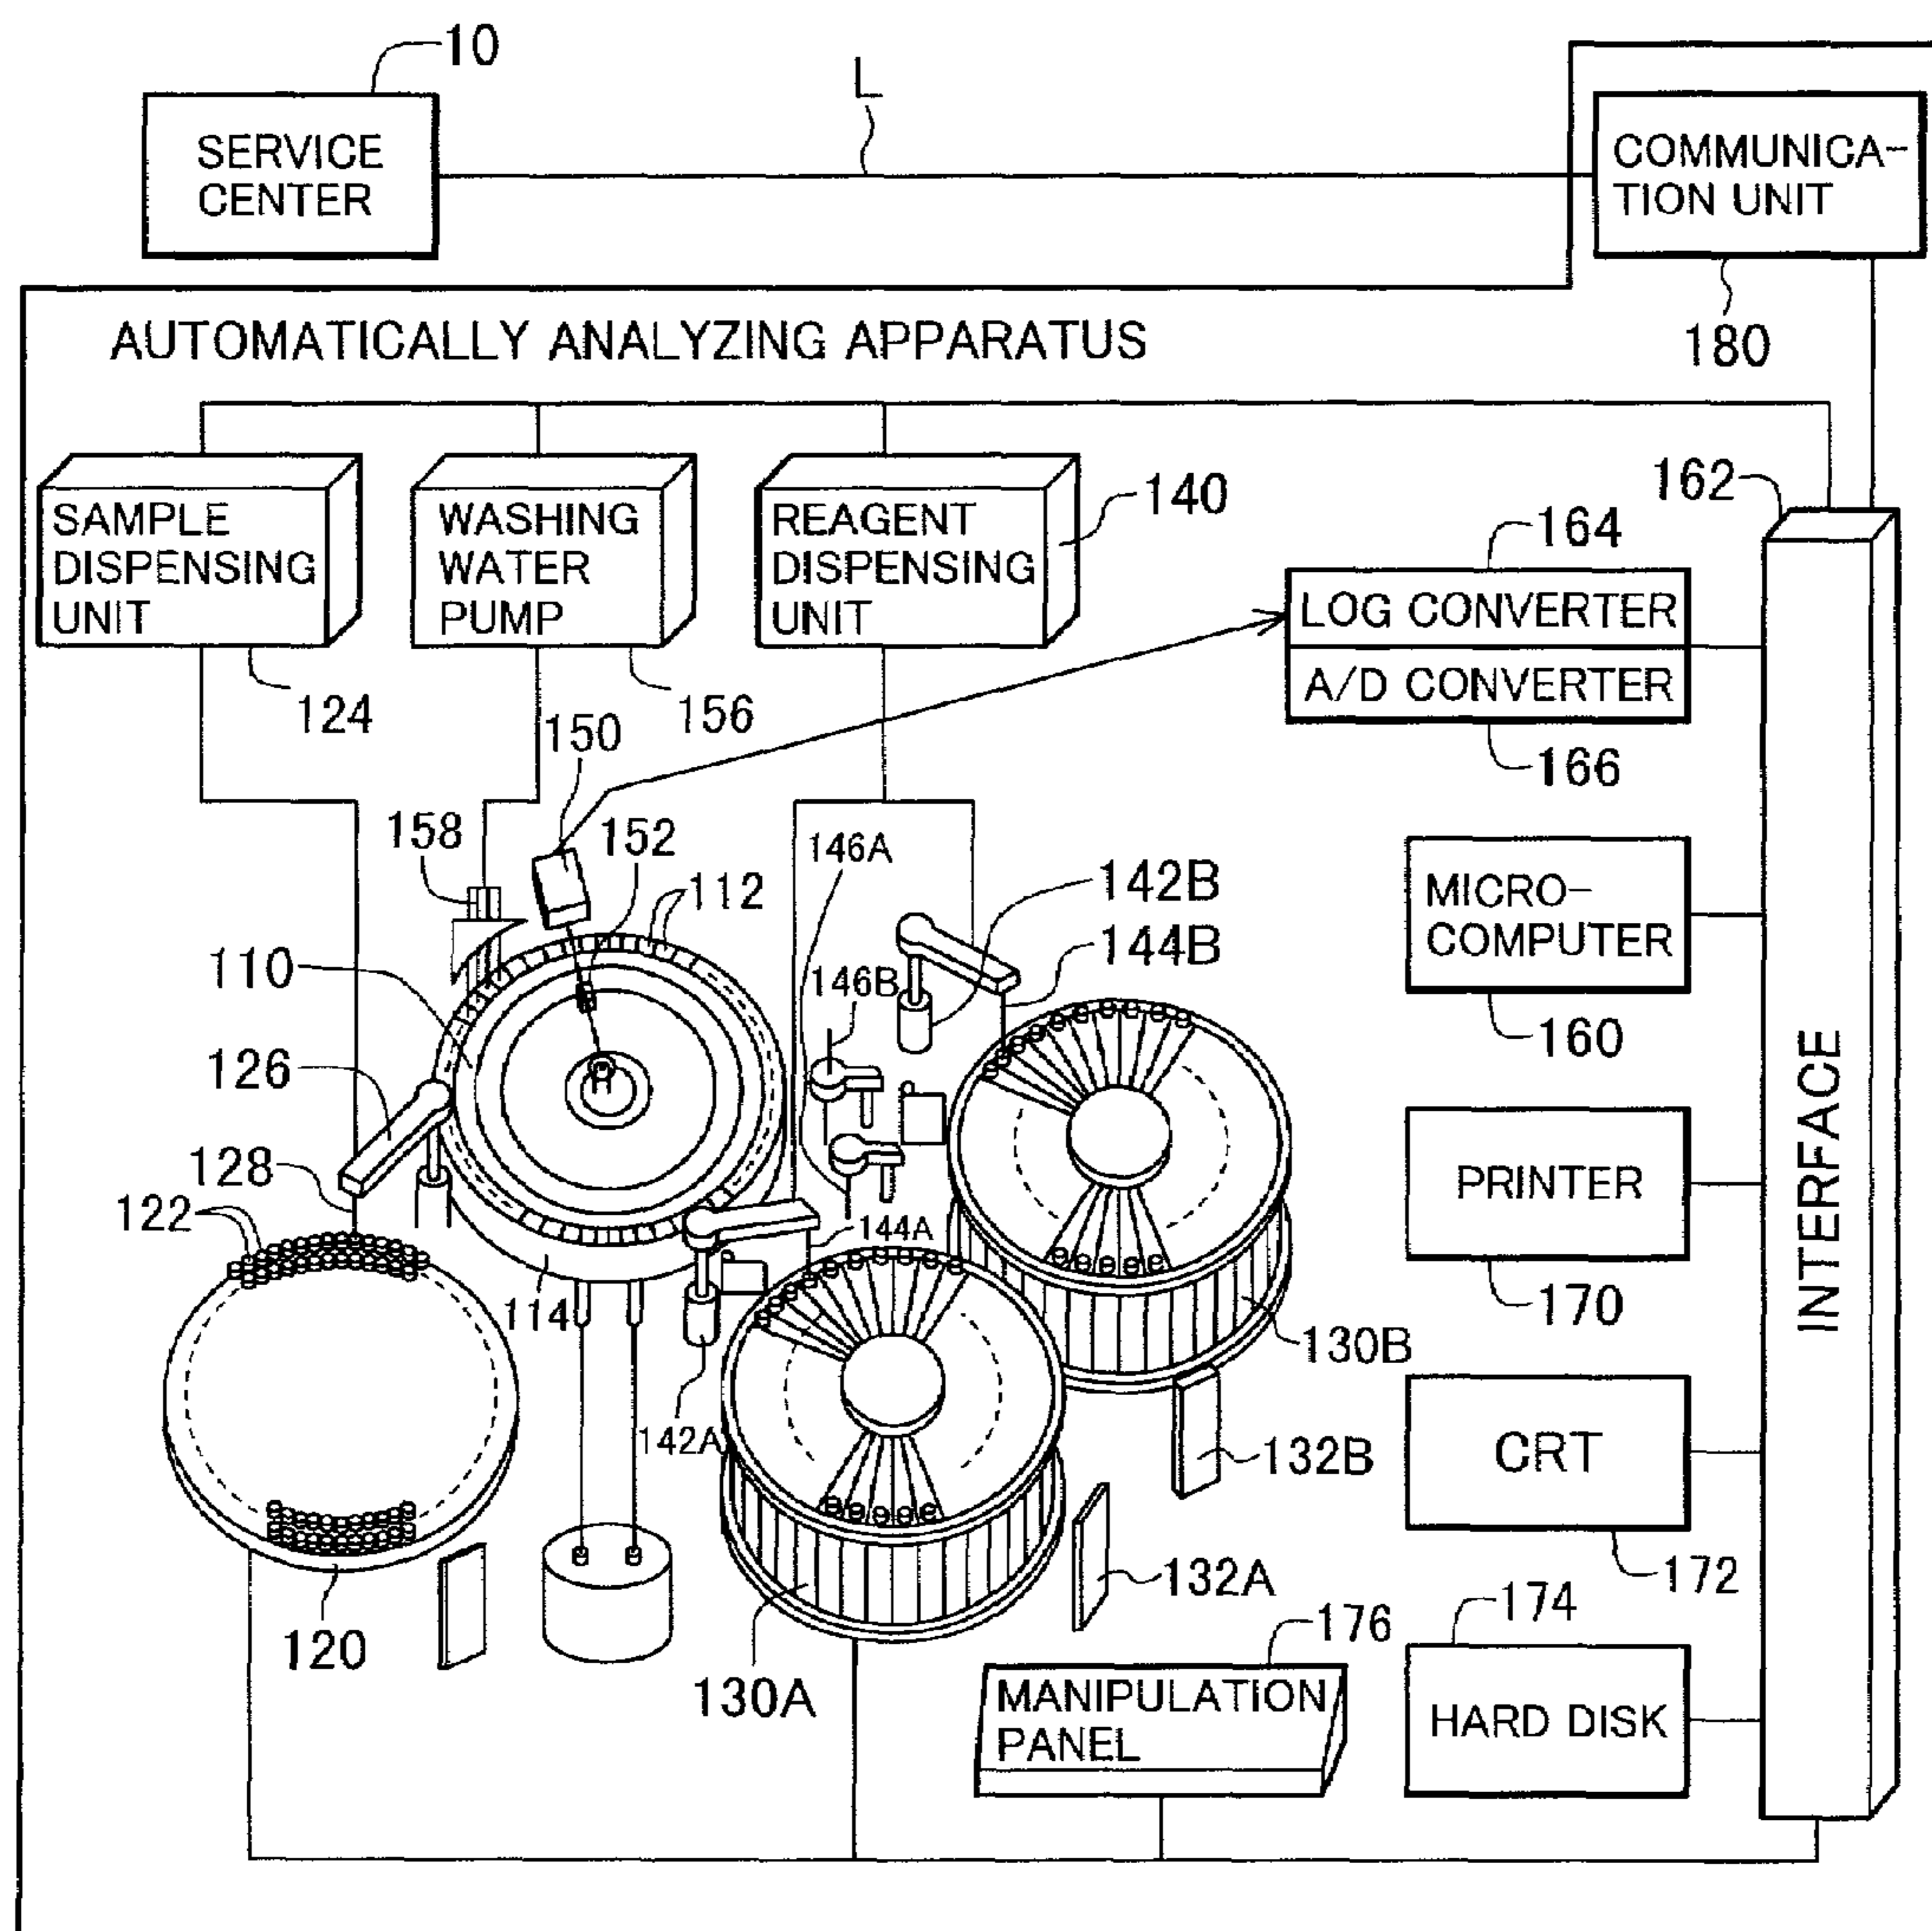 10
L
SERVICE
CENTER
COMMUNICA-
TION UNIT
180
AUTOMATICALLY ANALYZING APPARATUS
SAMPLE
DISPENSING
UNIT
124
WASHING
WATER
PUMP
156
REAGENT
DISPENSING
UNIT
140
162
164
LOG CONVERTER
A/D CONVERTER
166
150
158
152
112
146A
142B
144B
146B
110
126
128
122
114
144A
142A
120
130A
130B
132B
132A
MICRO-
COMPUTER
160
PRINTER
170
CRT
172
174
HARD DISK
176
MANIPULATION
PANEL
INTERFACE